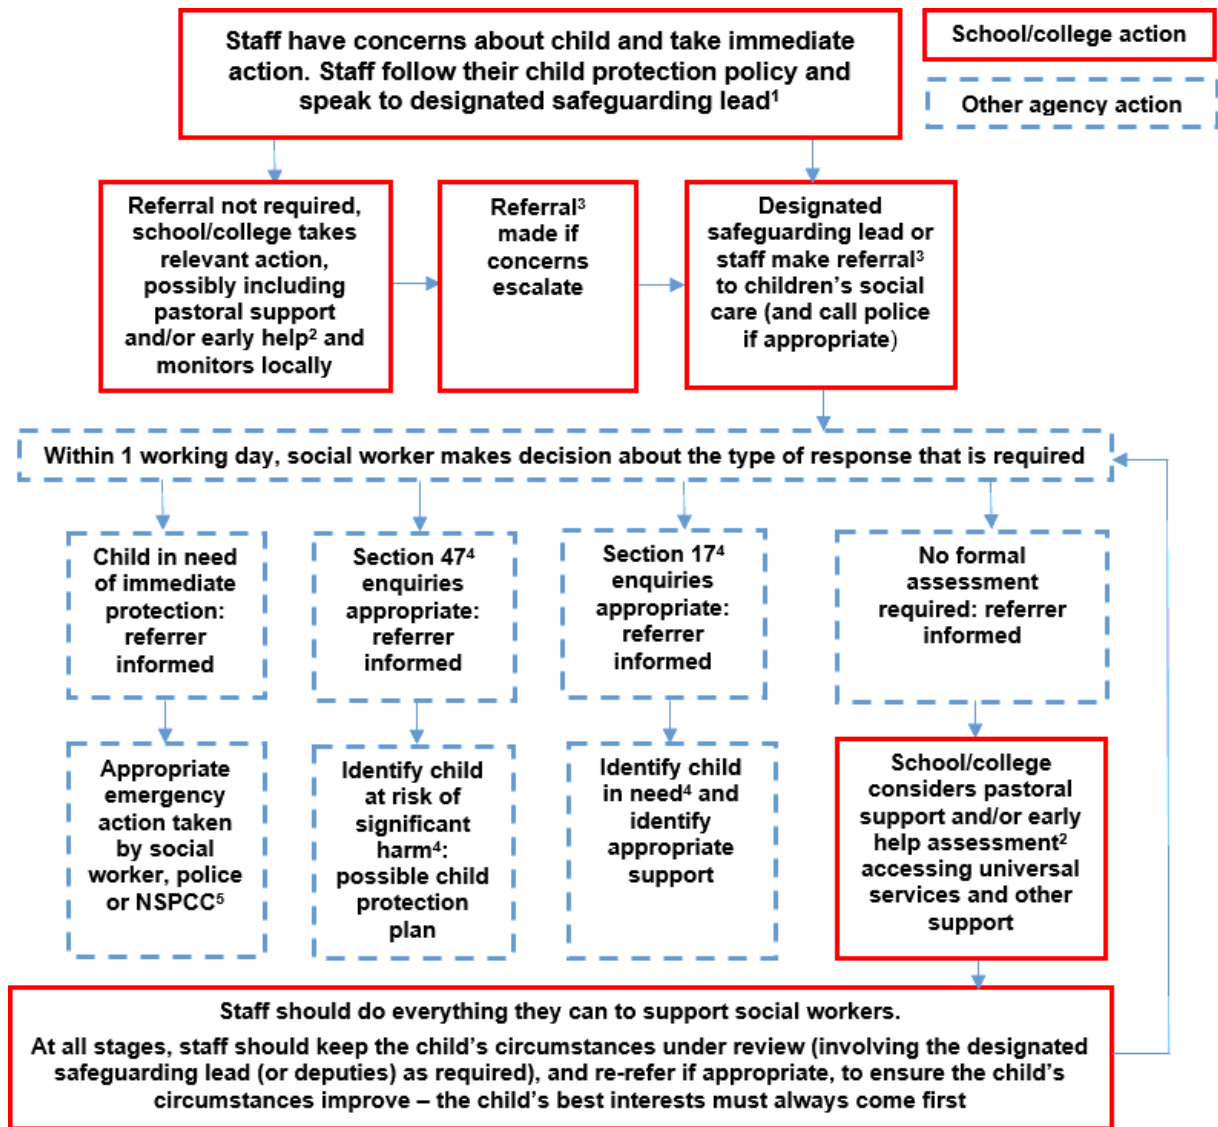 Staff have concerns about child and take immediate
action. Staff follow their child protection policy and
speak to designated safeguarding lead¹
School/college action
Other agency action
Referral not required,
school/college takes
relevant action,
possibly including
pastoral support
and/or early help² and
monitors locally
Referral³
made if
concerns
escalate
Designated
safeguarding lead or
staff make referral³
to children's social
care (and call police
if appropriate)
Within 1 working day, social worker makes decision about the type of response that is required
Child in need
of immediate
protection:
referrer
informed
Section 47⁴
enquiries
appropriate:
referrer
informed
Section 17⁴
enquiries
appropriate:
referrer
informed
No formal
assessment
required: referrer
informed
Appropriate
emergency
action taken
by social
worker, police
or NSPCC⁵
Identify child
at risk of
significant
harm⁴:
possible child
protection
plan
Identify child
in need⁴ and
identify
appropriate
support
School/college
considers pastoral
support and/or early
help assessment²
accessing universal
services and other
support
Staff should do everything they can to support social workers.
At all stages, staff should keep the child's circumstances under review (involving the designated
safeguarding lead (or deputies) as required), and re-refer if appropriate, to ensure the child's
circumstances improve – the child's best interests must always come first